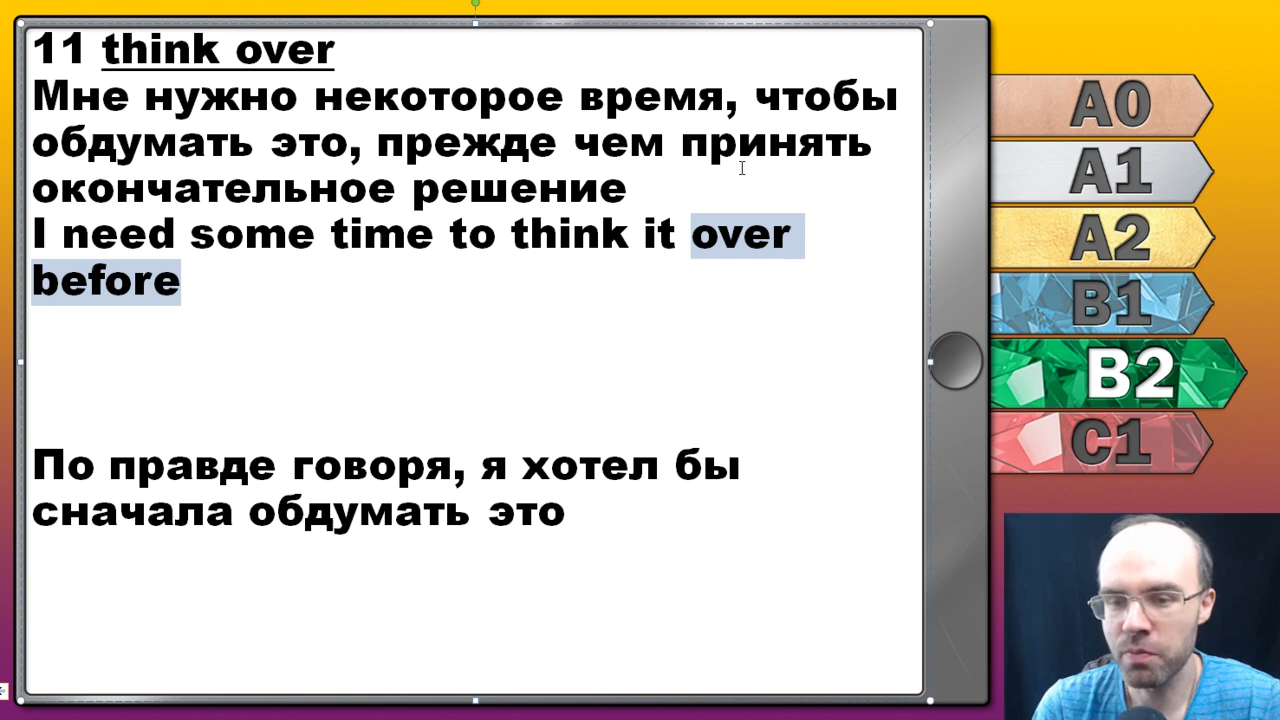 11 think over
Мне нужно некоторое время, чтобы
обдумать это, прежде чем принять
окончательное решение
I need some time to think it over
before
По правде говоря, я хотел бы
сначала обдумать это
A0
A1
A2
B1
B2
C1